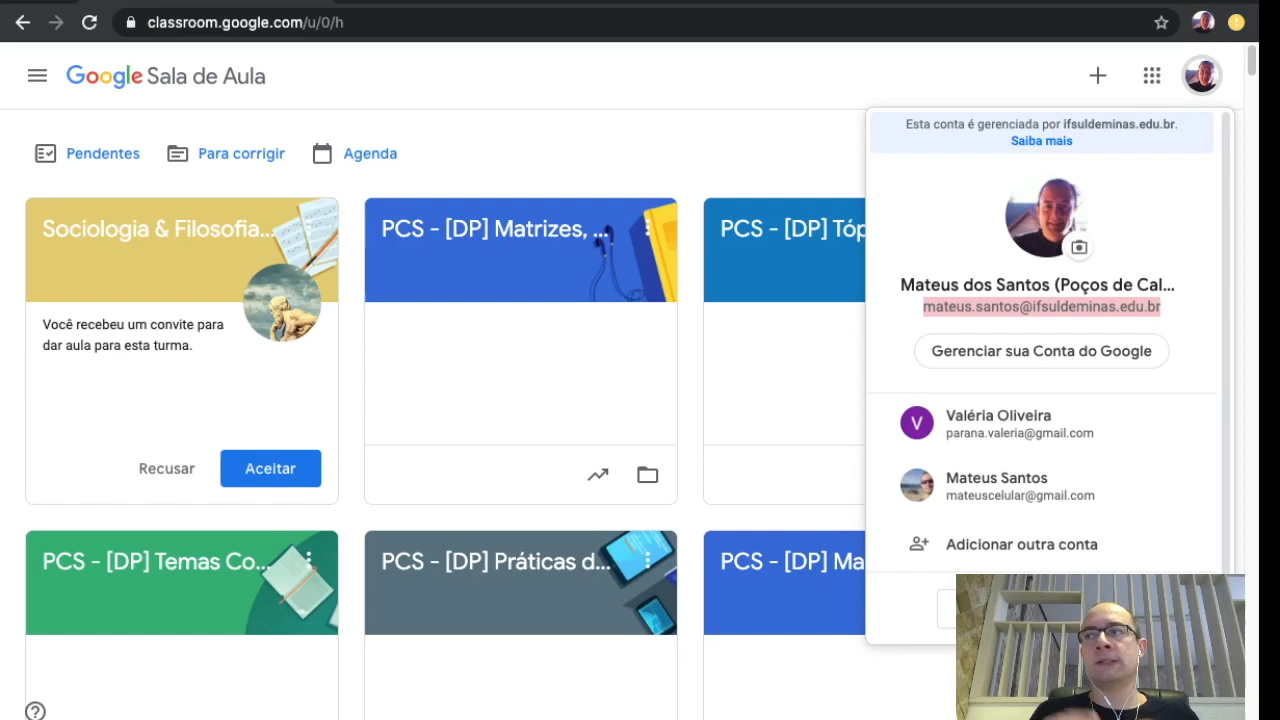 classroom.google.com/u/0/h
Google Sala de Aula
Esta conta é gerenciada por ifsuldeminas.edu.br.
Saiba mais
Pendentes
Para corrigir
Agenda
Sociologia & Filosofia...
Você recebeu um convite para
dar aula para esta turma.
Recusar
Aceitar
PCS - [DP] Matrizes, ...
PCS - [DP] Tóp
Mateus dos Santos (Poços de Cal...
mateus.santos@ifsuldeminas.edu.br
Gerenciar sua Conta do Google
V
Valéria Oliveira
parana.valeria@gmail.com
Mateus Santos
mateuscelular@gmail.com
Adicionar outra conta
PCS - [DP] Temas Co...
PCS - [DP] Práticas d...
PCS - [DP] Ma